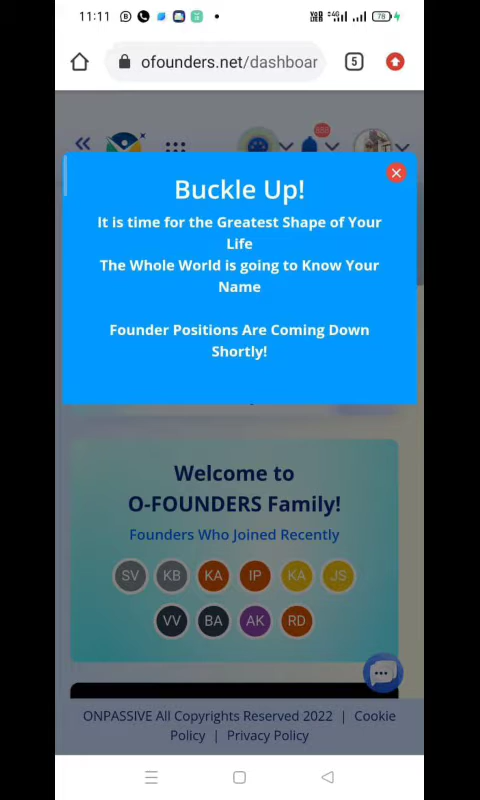 11:11
78
ofounders.net/dashboar
5
Buckle Up!
It is time for the Greatest Shape of Your
Life
The Whole World is going to Know Your
Name
Founder Positions Are Coming Down
Shortly!
Welcome to
O-FOUNDERS Family!
Founders Who Joined Recently
SV KB KA IP KA JS
VV BA AK RD
ONPASSIVE All Copyrights Reserved 2022 | Cookie
Policy | Privacy Policy